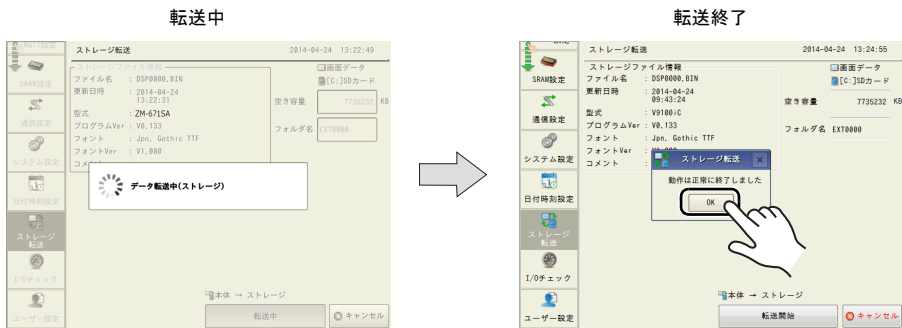 転送中
E-Mail設定
SRAM設定
通信設定
システム設定
日付時刻設定
ストレージ
転送
I/Oチェック
ユーザー設定
ストレージ転送
2014-04-24 13:22:49
ストレージファイル情報
ファイル名 : DSP0000.BIN
更新日時 : 2014-04-24
13:22:31
型式 : ZM-671SA
プログラムVer : V0.133
フォント : Jpn. Gothic TTF
フォントVer : V1.000
コメ
画面データ
[C:]SDカード
空き容量 7735232 KB
フォルダ名 EXT0000
データ転送中(ストレージ)
本体 → ストレージ
転送中
キャンセル
転送終了
SRAM設定
通信設定
システム設定
日付時刻設定
ストレージ
転送
I/Oチェック
ユーザー設定
ストレージ転送
2014-04-24 13:24:55
ストレージファイル情報
ファイル名 : DSP0000.BIN
更新日時 : 2014-04-24
09:43:24
型式 : V9100iC
プログラムVer : V0.133
フォント : Jpn. Gothic TTF
フォントVer : V1.000
コメント :
画面データ
[C:]SDカード
空き容量 7735232 KB
フォルダ名 EXT0000
ストレージ転送
動作は正常に終了しました
OK
本体 → ストレージ
転送開始
キャンセル